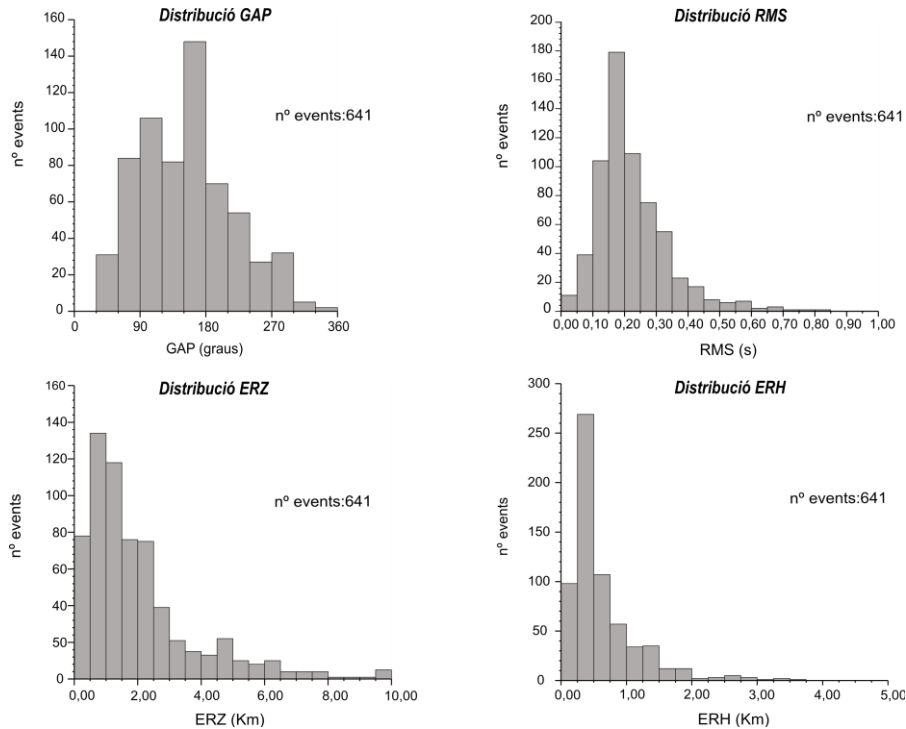 Distribució GAP
nº events
160
140
120
100
80
60
40
20
0
nº events:641
0 90 180 270 360
GAP (graus)
Distribució RMS
nº events
200
180
160
140
120
100
80
60
40
20
0
nº events:641
0,00 0,10 0,20 0,30 0,40 0,50 0,60 0,70 0,80 0,90 1,00
RMS (s)
Distribució ERZ
nº events
160
140
120
100
80
60
40
50
0
nº events:641
0,00 2,00 4,00 6,00 8,00 10,00
ERZ (Km)
Distribució ERH
nº events
300
250
200
150
100
50
0
nº events:641
0,00 1,00 2,00 3,00 4,00 5,00
ERH (Km)